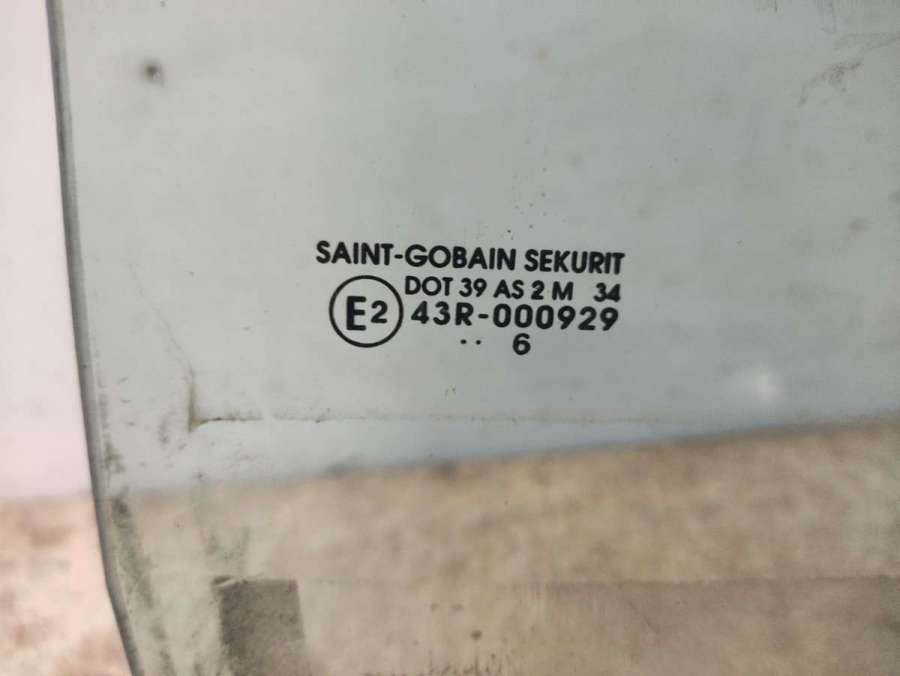 SAINT-GOBAIN SEKURIT
DOT 39 AS 2 M 34
E2 43R-000929
.. 6